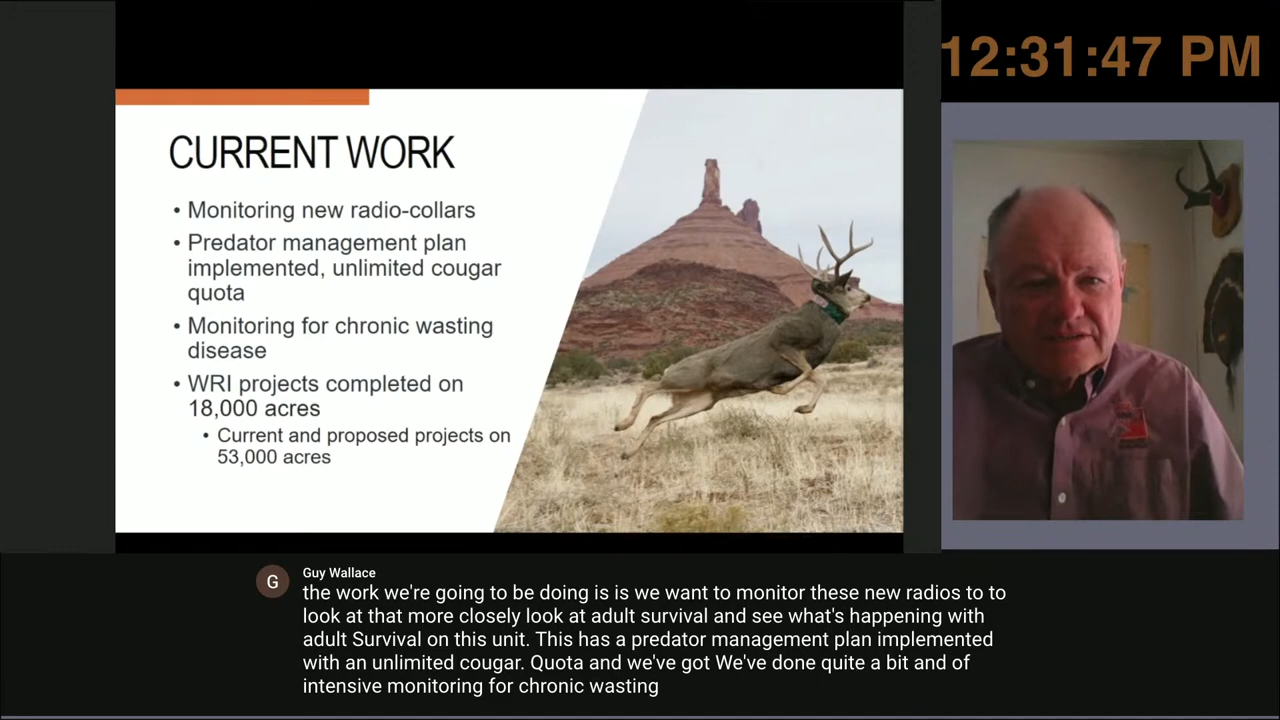 12:31:47 PM
CURRENT WORK
• Monitoring new radio-collars
• Predator management plan
implemented, unlimited cougar
quota
• Monitoring for chronic wasting
disease
• WRI projects completed on
18,000 acres
• Current and proposed projects on
53,000 acres
G
Guy Wallace
the work we're going to be doing is is we want to monitor these new radios to to
look at that more closely look at adult survival and see what's happening with
adult Survival on this unit. This has a predator management plan implemented
with an unlimited cougar. Quota and we've got We've done quite a bit and of
intensive monitoring for chronic wasting